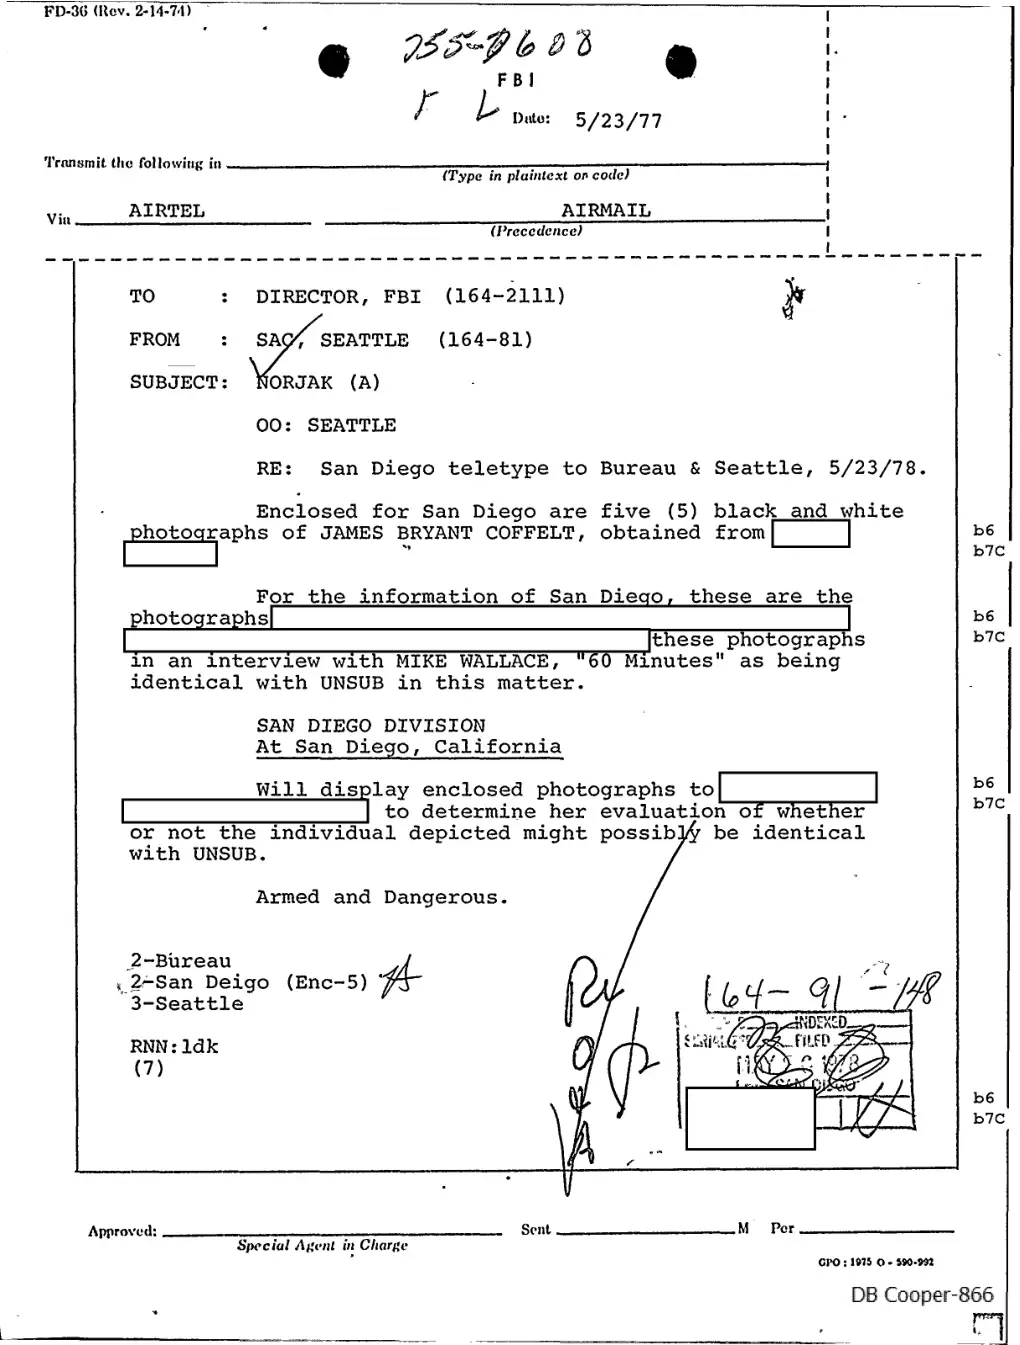 FD-36 (Rev. 2-14-74)
FBI
Date: 5/23/77
Transmit the following in
(Type in plaintext or code)
Via AIRTEL AIRMAIL
(Precedence)
TO : DIRECTOR, FBI (164-2111)
FROM : SAC, SEATTLE (164-81)
SUBJECT: NORJAK (A)
OO: SEATTLE
RE: San Diego teletype to Bureau & Seattle, 5/23/78.
Enclosed for San Diego are five (5) black and white
photographs of JAMES BRYANT COFFELT, obtained from
b6
b7C
For the information of San Diego, these are the
photographs
b6
these photographs
b7C
in an interview with MIKE WALLACE, "60 Minutes" as being
identical with UNSUB in this matter.
SAN DIEGO DIVISION
At San Diego, California
Will display enclosed photographs to
b6
to determine her evaluation of whether
b7C
or not the individual depicted might possibly be identical
with UNSUB.
Armed and Dangerous.
2-Bureau
2-San Deigo (Enc-5)
3-Seattle
164-91-148
INDEXED
FILED
RNN:ldk
(7)
MAY 26 1978
b6
b7C
Approved: Sent M Per
Special Agent in Charge
GPO : 1975 O - 590-992
DB Cooper-866